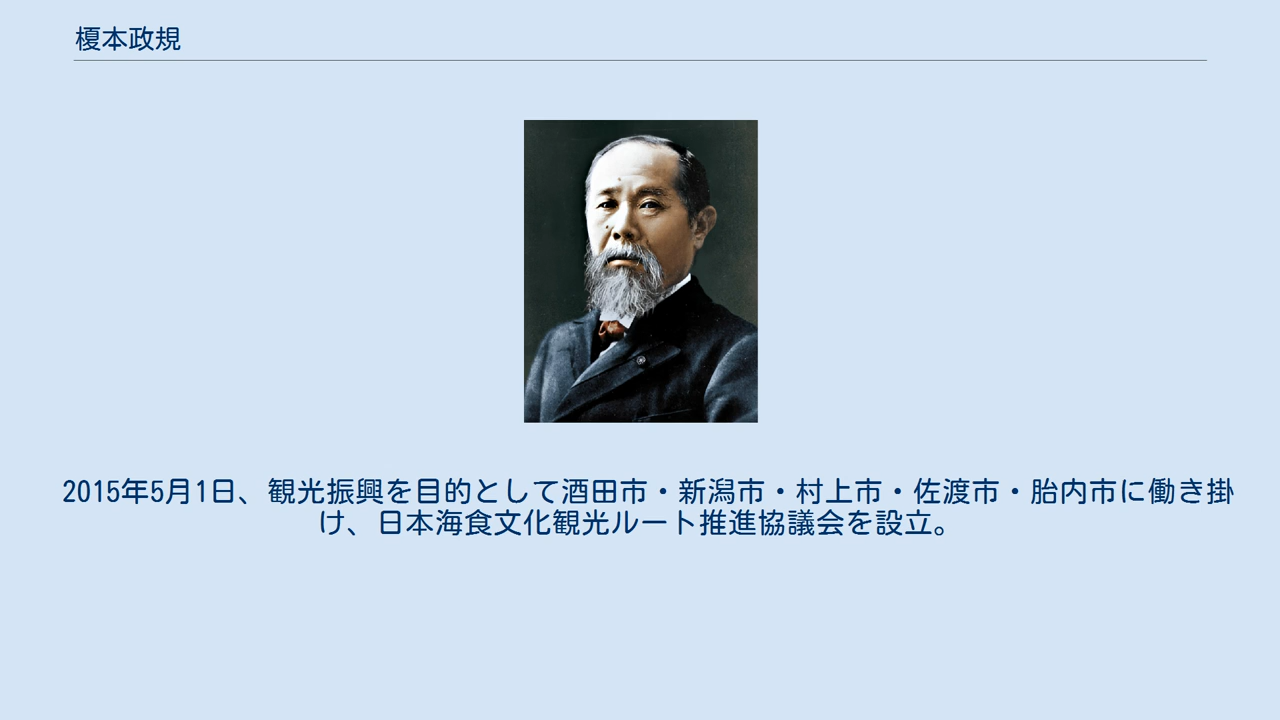 榎本政規
2015年5月1日、観光振興を目的として酒田市・新潟市・村上市・佐渡市・胎内市に働き掛
け、日本海食文化観光ルート推進協議会を設立。